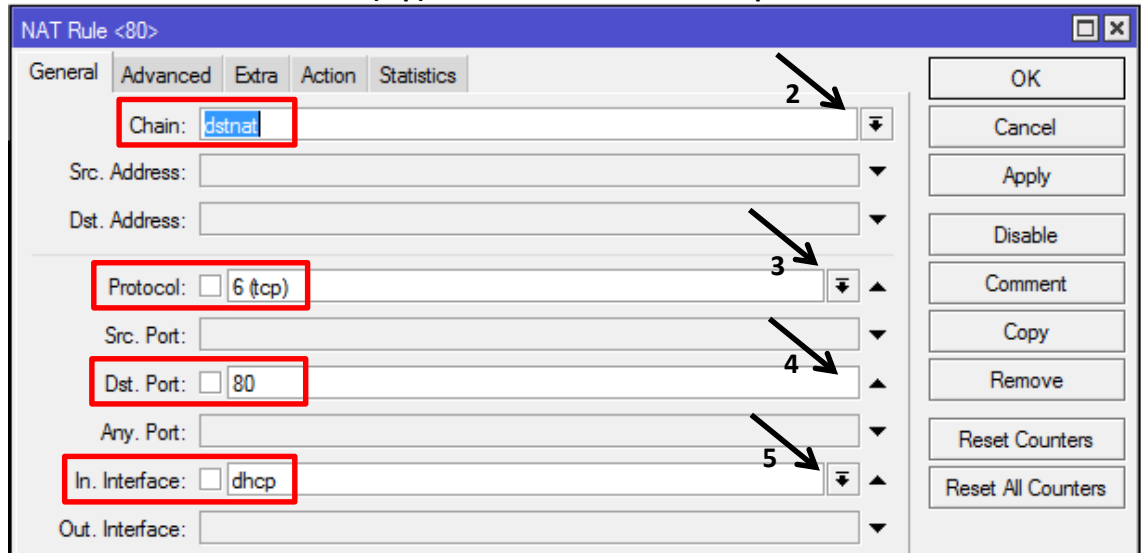 NAT Rule <80>
General Advanced Extra Action Statistics
2
Chain: dstnat
Src. Address:
Dst. Address:
3
Protocol: 6 (tcp)
Src. Port:
4
Dst. Port: 80
Any. Port:
5
In. Interface: dhcp
Out. Interface:
OK
Cancel
Apply
Disable
Comment
Copy
Remove
Reset Counters
Reset All Counters